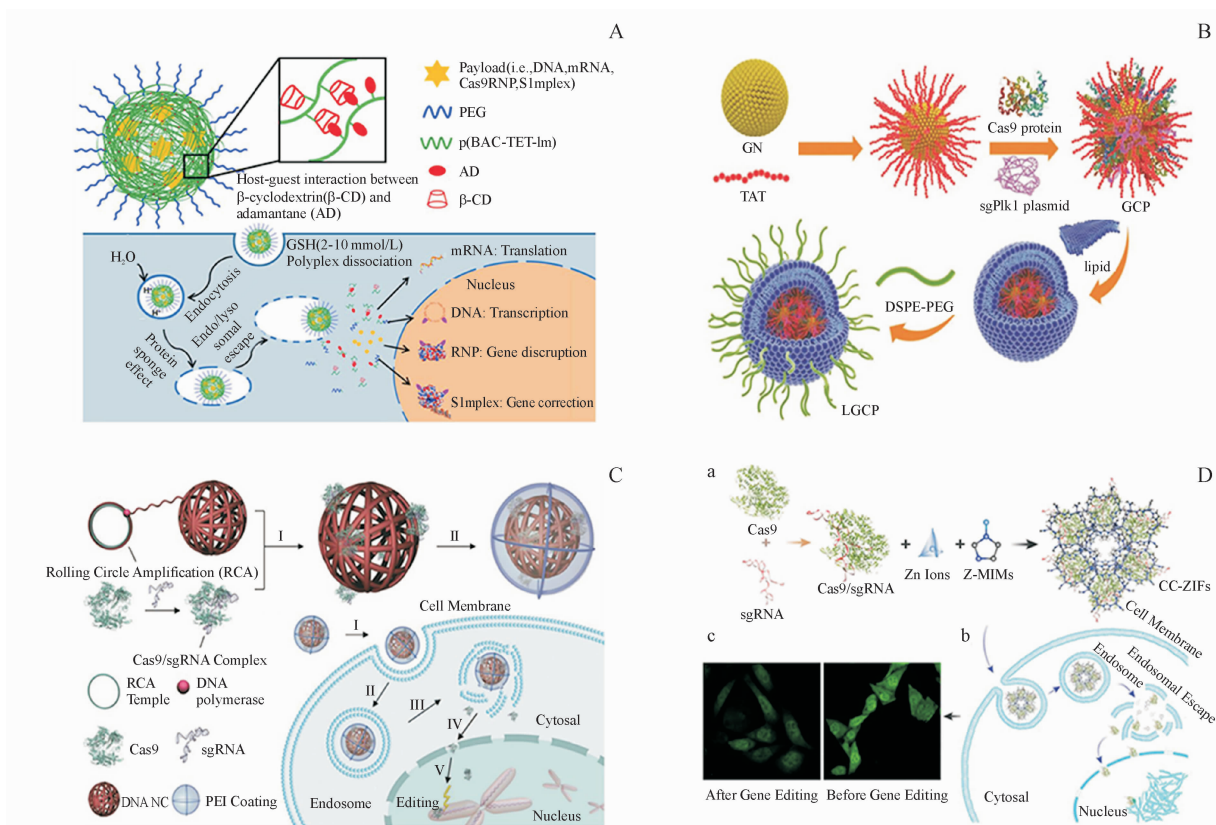 A
Payload(i.e.,DNA,mRNA,
Cas9RNP,S1mplex)
PEG
p(BAC-TET-lm)
AD
β-CD
Host-guest interaction between
β-cyclodextrin(β-CD) and
adamantane (AD)
GSH(2-10 mmol/L)
Polyplex dissociation
mRNA: Translation
Nucleus
DNA: Transcription
RNP: Gene discruption
S1mplex: Gene correction
H₂O
H⁺
H⁺
Endocytosis
Endo/lyso
somal
escape
Protein
sponge
effect
B
GN
TAT
Cas9 protein
sgPlk1 plasmid
GCP
lipid
DSPE-PEG
LGCP
C
I
II
Rolling Circle Amplification (RCA)
Cas9/sgRNA Complex
RCA
Temple
DNA
polymerase
Cas9
sgRNA
DNA NC
PEI Coating
Cell Membrane
I
II
III
IV
V
Cytosal
Endosome
Editing
Nucleus
D
a
Cas9
+
sgRNA
Cas9/sgRNA
+
Zn Ions
+
Z-MIMs
CC-ZIFs
Cell Membrane
b
Endosome
Endosomal Escape
Cytosal
Nucleus
c
After Gene Editing
Before Gene Editing